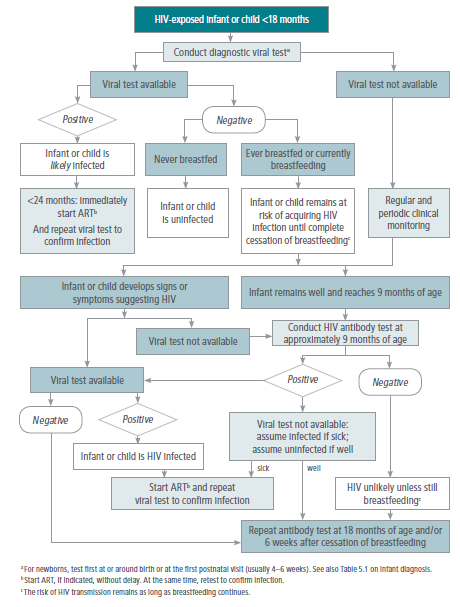 HIV-exposed infant or child <18 months
Conduct diagnostic viral testª
Viral test available
Viral test not available
Positive
Negative
Infant or child is
likely infected
Never breastfed
Ever breastfed or currently
breastfeeding
<24 months: immediately
start ARTᵇ
And repeat viral test to
confirm infection
Infant or child
is uninfected
Infant or child remains at
risk of acquiring HIV
infection until complete
cessation of breastfeedingᶜ
Regular and
periodic clinical
monitoring
Infant or child develops signs or
symptoms suggesting HIV
Infant remains well and reaches 9 months of age
Viral test not available
Conduct HIV antibody test at
approximately 9 months of age
Viral test available
Positive
Negative
Negative
Positive
Viral test not available:
assume infected if sick;
assume uninfected if well
Infant or child is HIV infected
sick
well
Start ARTᵇ and repeat
viral test to confirm infection
HIV unlikely unless still
breastfeedingᶜ
Repeat antibody test at 18 months of age and/or
6 weeks after cessation of breastfeeding
ª For newborns, test first at or around birth or at the first postnatal visit (usually 4–6 weeks). See also Table 5.1 on infant diagnosis.
ᵇ Start ART, if indicated, without delay. At the same time, retest to confirm infection.
ᶜ The risk of HIV transmission remains as long as breastfeeding continues.